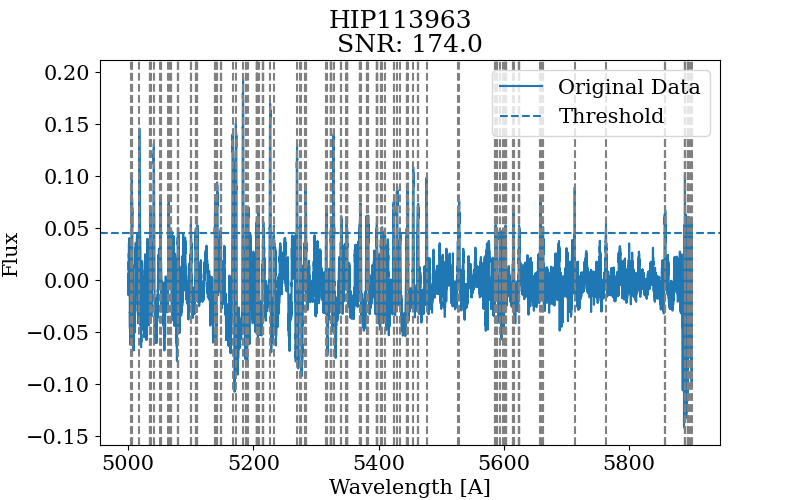 HIP113963
SNR: 174.0
Original Data
Threshold
Flux
0.20
0.15
0.10
0.05
0.00
−0.05
−0.10
−0.15
5000 5200 5400 5600 5800
Wavelength [A]